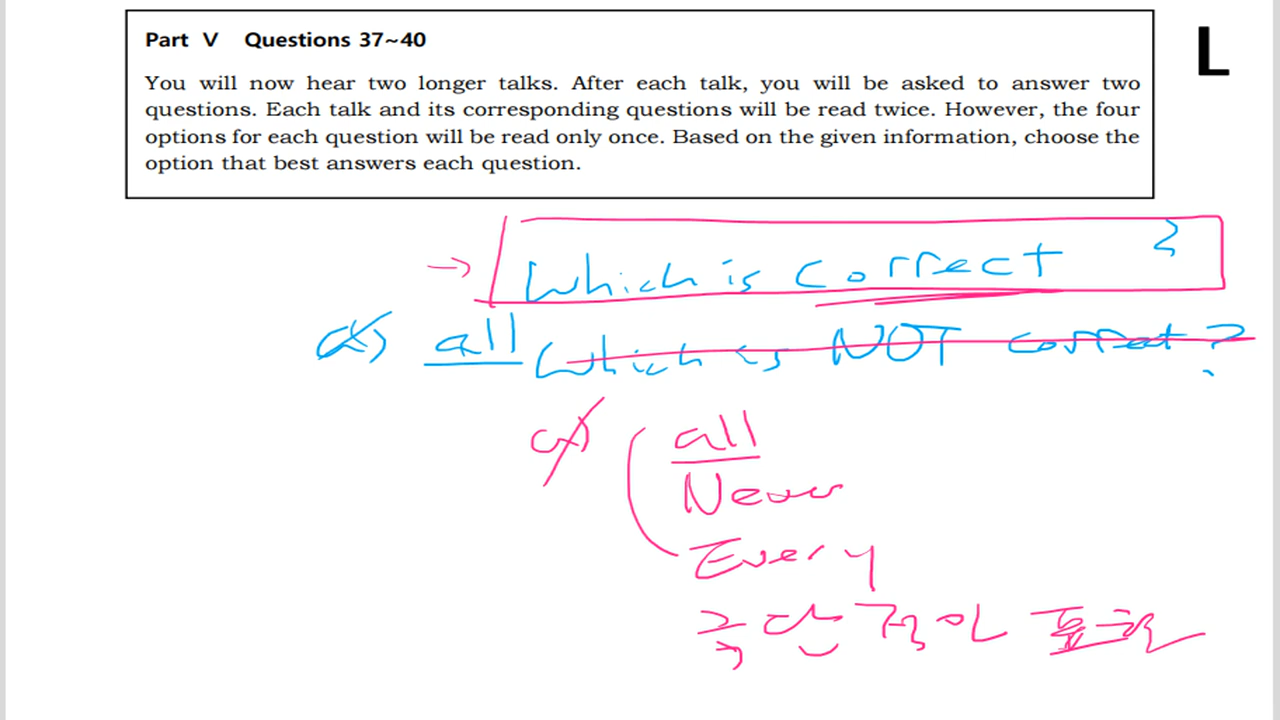 Part V Questions 37~40
L
You will now hear two longer talks. After each talk, you will be asked to answer two
questions. Each talk and its corresponding questions will be read twice. However, the four
options for each question will be read only once. Based on the given information, choose the
option that best answers each question.
→ Which is correct ?
a) all Which is NOT correct?
a) all
Never
Every
극단적인 표현